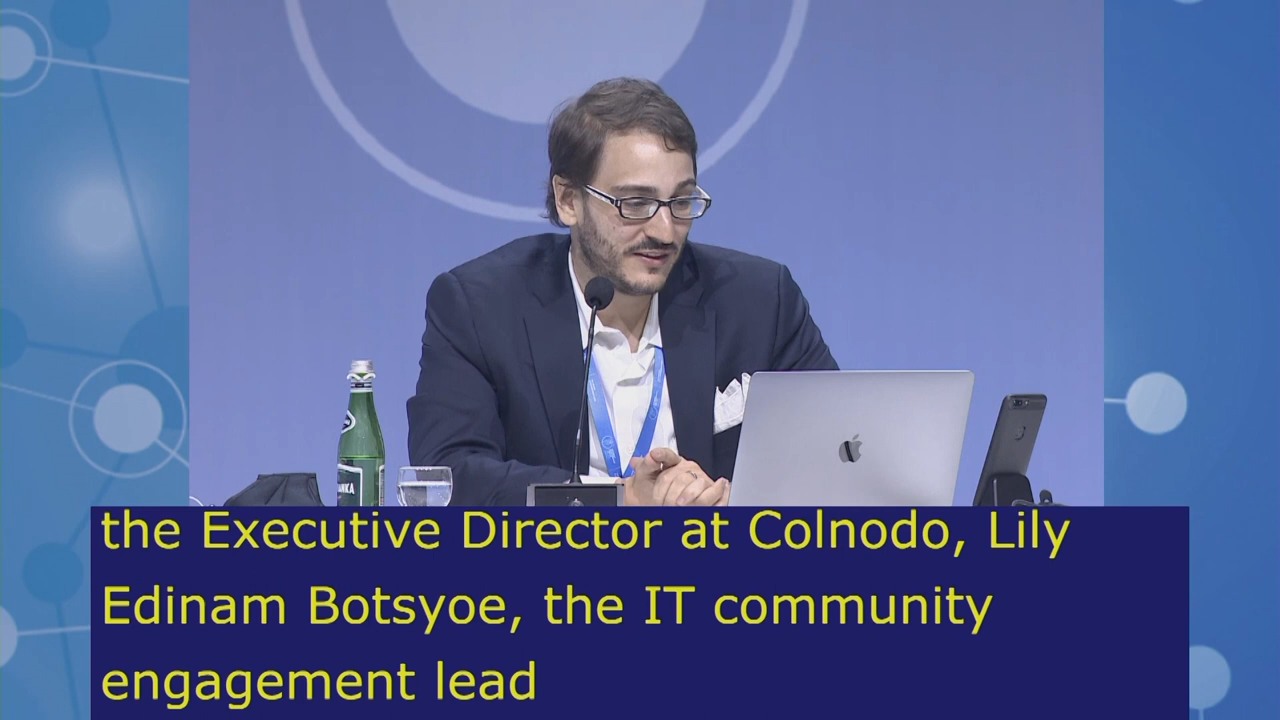 the Executive Director at Colnodo, Lily
Edinam Botsyoe, the IT community
engagement lead